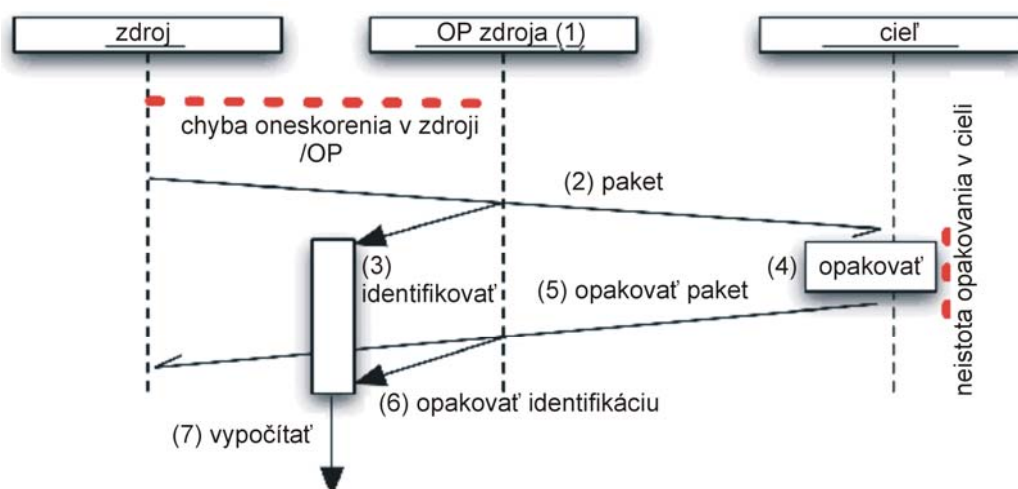 zdroj
OP zdroja (1)
cieľ
chyba oneskorenia v zdroji
/OP
(2) paket
(3)
identifikovať
(4)
opakovať
(5) opakovať paket
neistota opakovania v cieli
(6) opakovať identifikáciu
(7) vypočítať